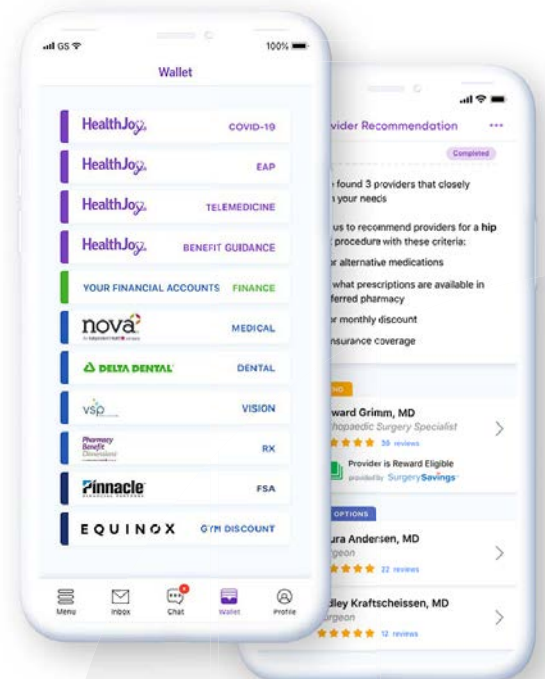 GS
100%
Wallet
HealthJoy. COVID-19
HealthJoy. EAP
HealthJoy. TELEMEDICINE
HealthJoy. BENEFIT GUIDANCE
YOUR FINANCIAL ACCOUNTS FINANCE
nova MEDICAL
DELTA DENTAL DENTAL
vsp VISION
Pharmacy
Benefit
Dimensions RX
Pinnacle FSA
EQUINOX GYM DISCOUNT
Menu Inbox Chat Wallet Profile
vider Recommendation
Completed
found 3 providers that closely
your needs
us to recommend providers for a hip
procedure with these criteria:
or alternative medications
what prescriptions are available in
ferred pharmacy
or monthly discount
nsurance coverage
ward Grimm, MD
hopaedic Surgery Specialist
reviews
Provider is Reward Eligible
provided by SurgerySavings
OPTIONS
ura Andersen, MD
rgeon
22 reviews
dley Kraftscheissen, MD
urgeon
12 reviews